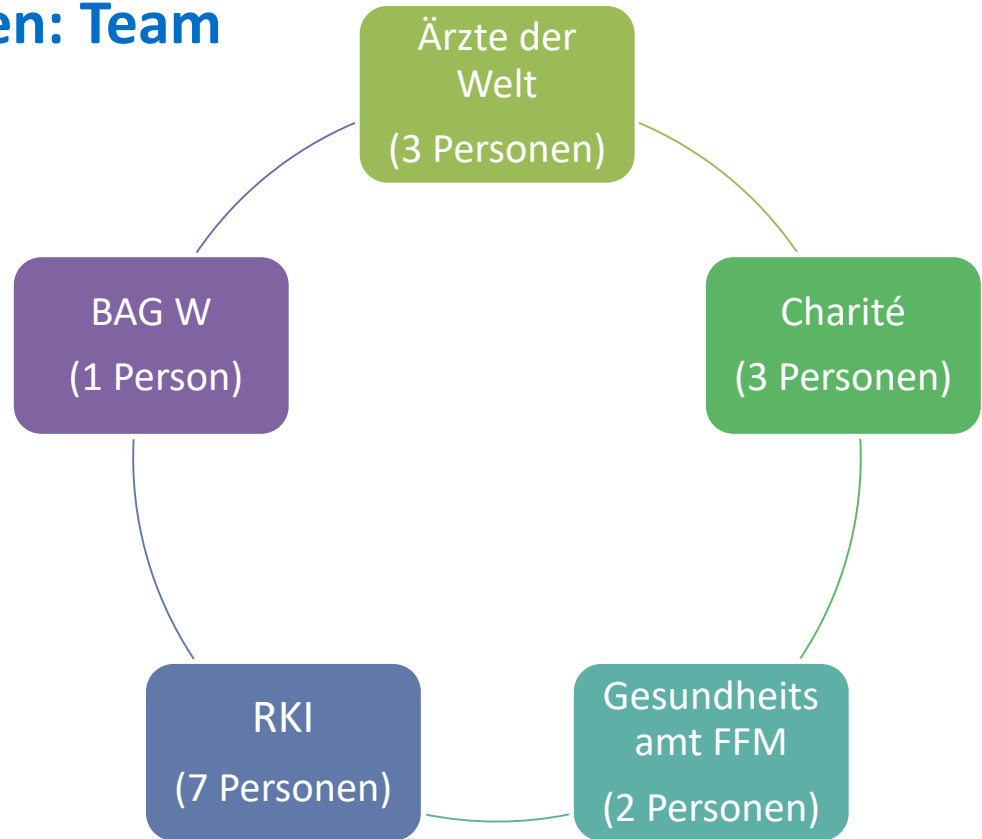 en: Team
Ärzte der
Welt
(3 Personen)
BAG W
(1 Person)
Charité
(3 Personen)
RKI
(7 Personen)
Gesundheits
amt FFM
(2 Personen)